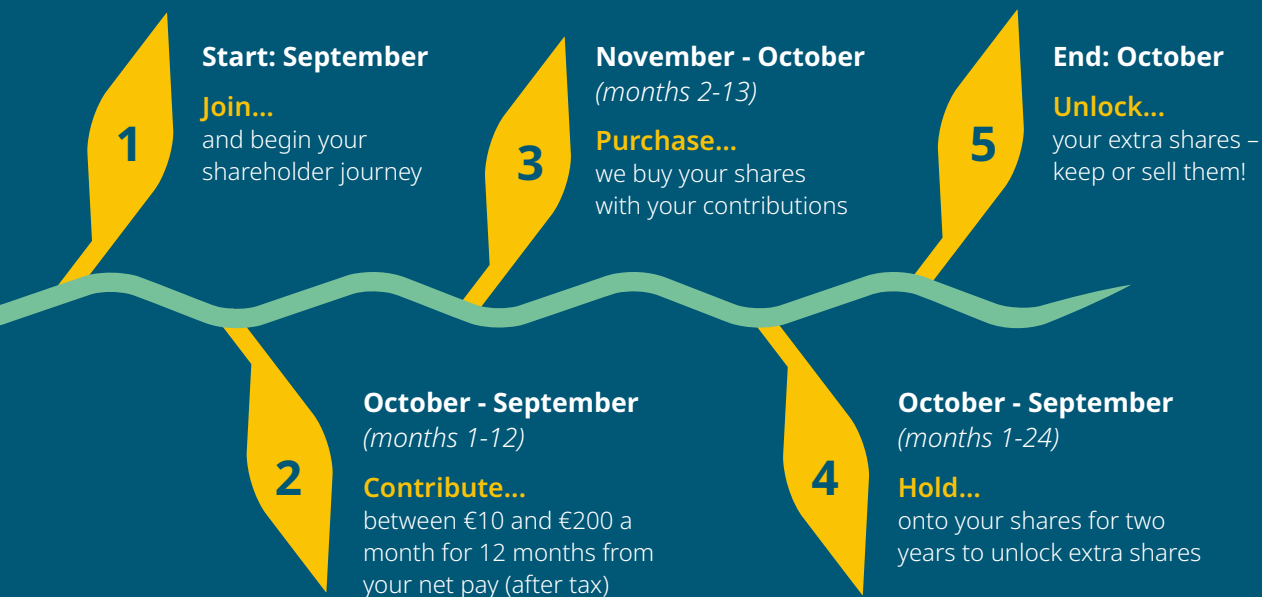 1
Start: September
Join...
and begin your
shareholder journey
2
October - September
(months 1-12)
Contribute...
between €10 and €200 a
month for 12 months from
your net pay (after tax)
3
November - October
(months 2-13)
Purchase...
we buy your shares
with your contributions
4
October - September
(months 1-24)
Hold...
onto your shares for two
years to unlock extra shares
5
End: October
Unlock...
your extra shares –
keep or sell them!